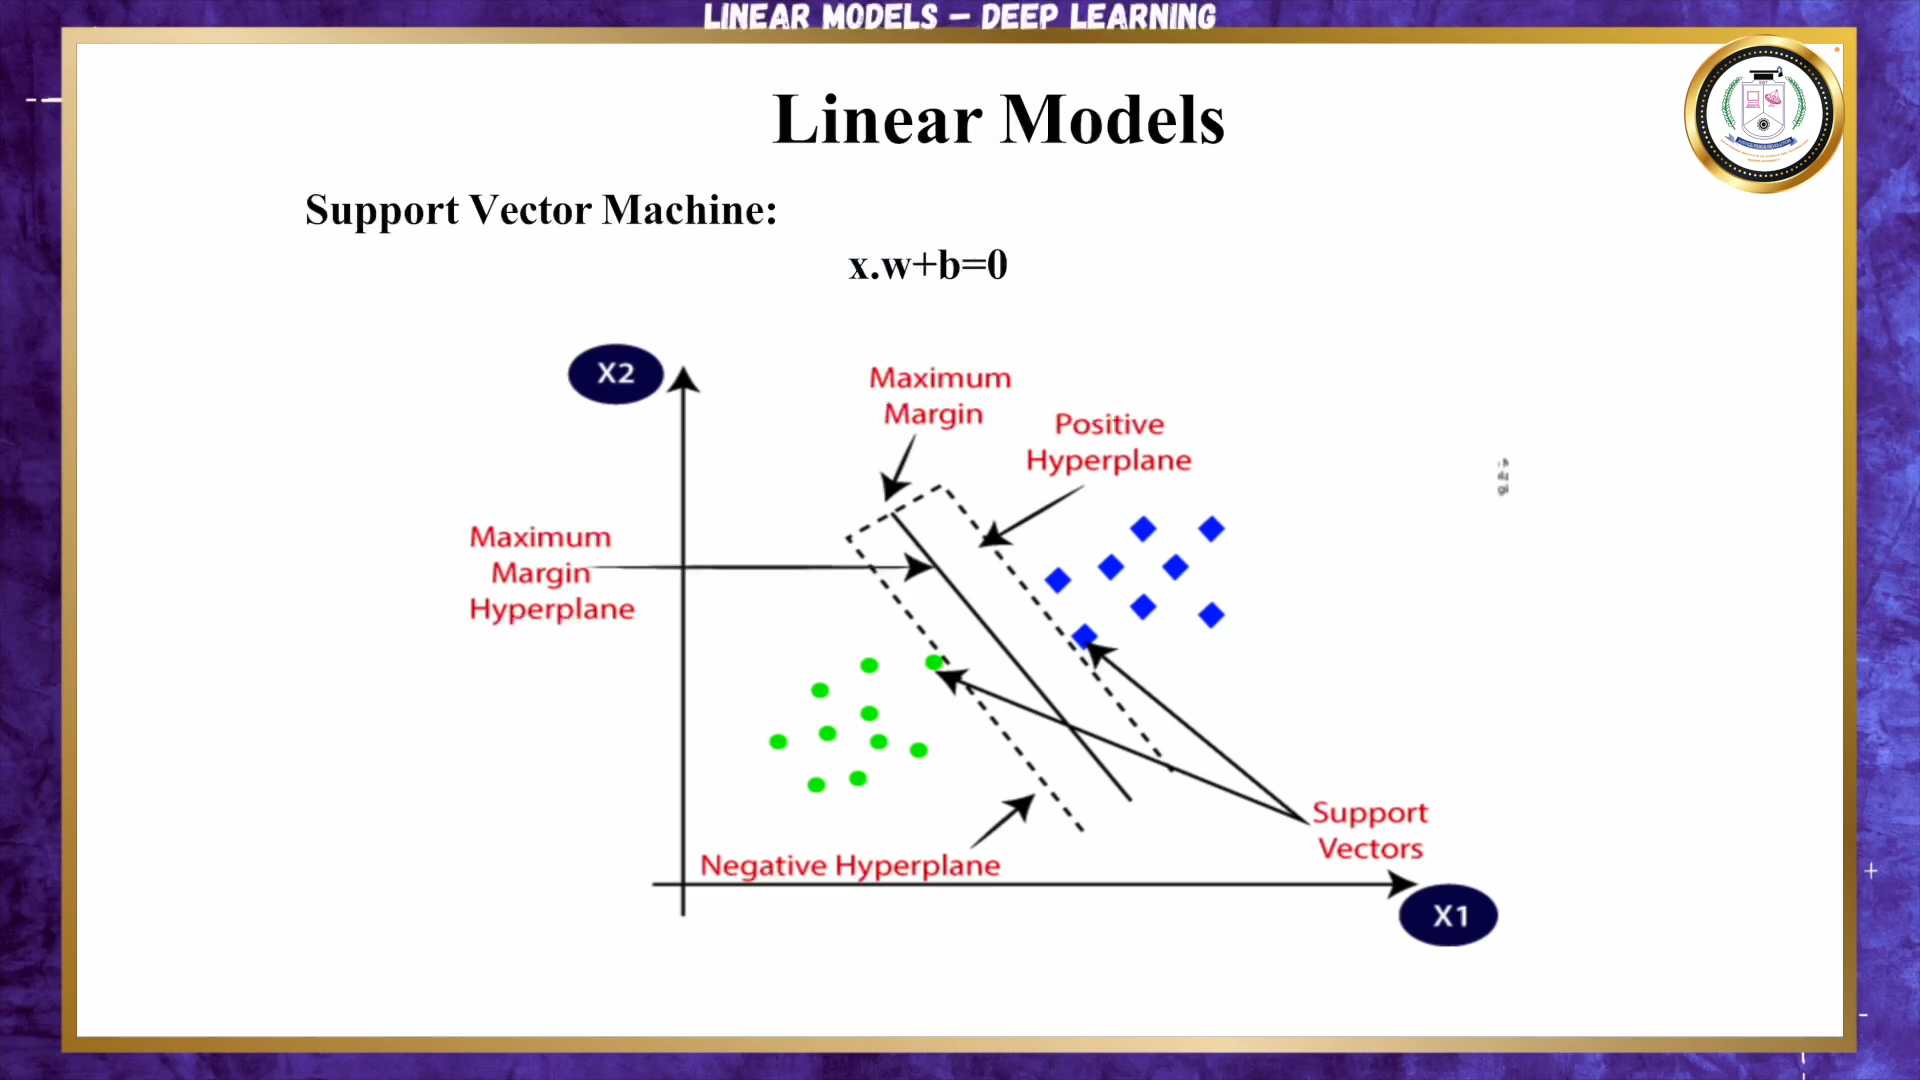 LINEAR MODELS – DEEP LEARNING
Linear Models
Support Vector Machine:
x.w+b=0
X2
Maximum
Margin
Positive
Hyperplane
Maximum
Margin
Hyperplane
Support
Vectors
Negative Hyperplane
X1